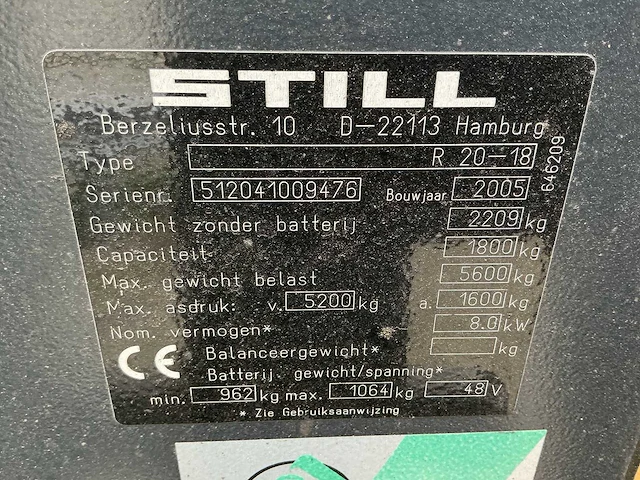 STILL
Berzeliusstr. 10 D-22113 Hamburg
Type R 20-18
Serienr. 512041009476 Bouwjaar 2005
Gewicht zonder batterij 2209 kg
Capaciteit 1800 kg
Max. gewicht belast 5600 kg
Max. asdruk: v. 5200 kg a. 1600 kg
Nom. vermogen* 8.0 kW
Balanceergewicht* kg
CE
Batterij. gewicht/spanning*
min. 962 kg max. 1064 kg 48 V
* Zie Gebruiksaanwijzing
646209